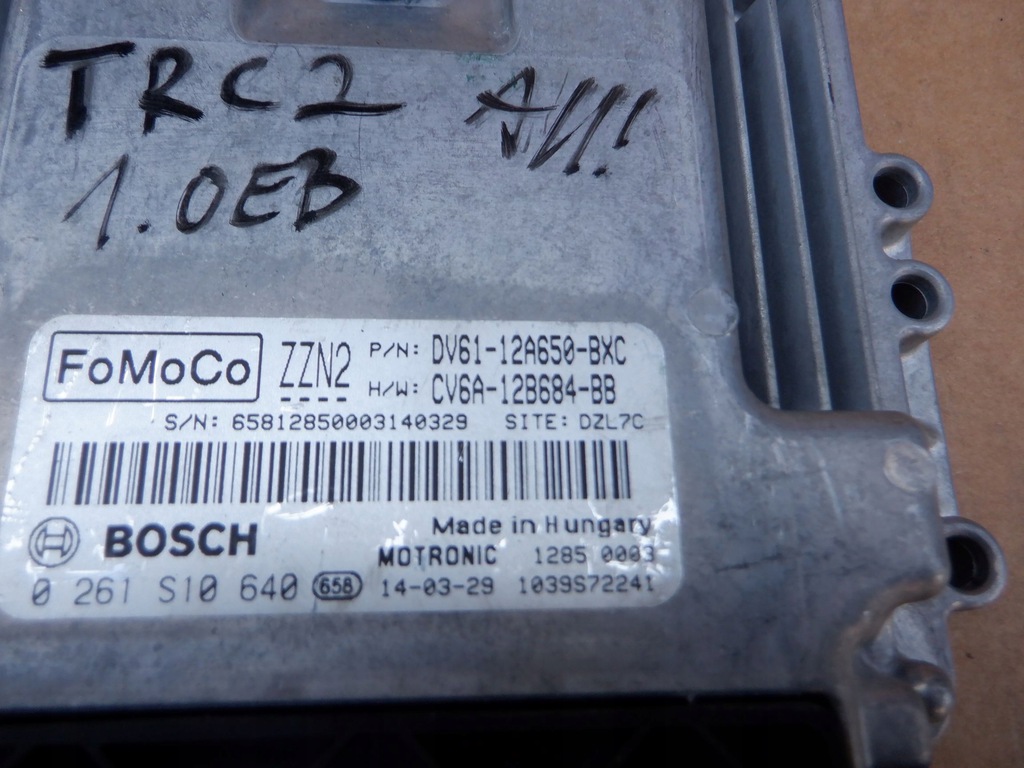 TRC2
1.0EB
FoMoCo ZZN2 P/N: DV61-12A650-BXC
H/W: CV6A-12B684-BB
S/N: 658128500003140329 SITE: DZL7C
BOSCH Made in Hungary
MOTRONIC 1285 0003
0 261 S10 640 658 14-03-29 1039S72241